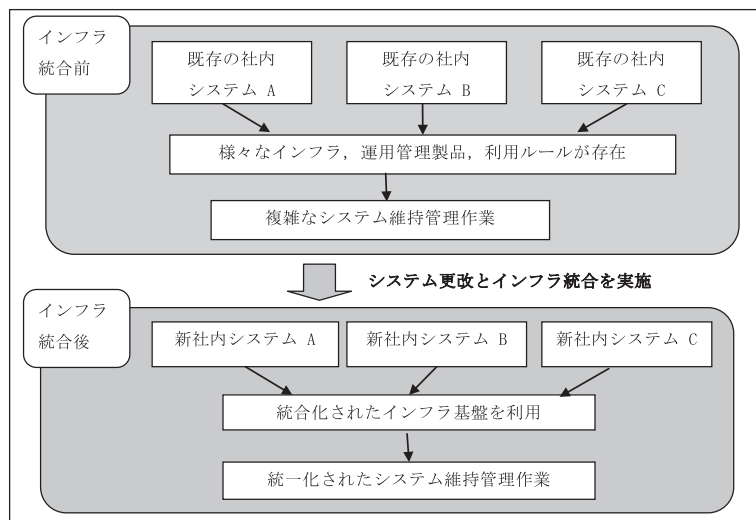 インフラ
統合前
既存の社内
システム A
既存の社内
システム B
既存の社内
システム C
様々なインフラ，運用管理製品，利用ルールが存在
複雑なシステム維持管理作業
システム更改とインフラ統合を実施
インフラ
統合後
新社内システム A
新社内システム B
新社内システム C
統合化されたインフラ基盤を利用
統一化されたシステム維持管理作業